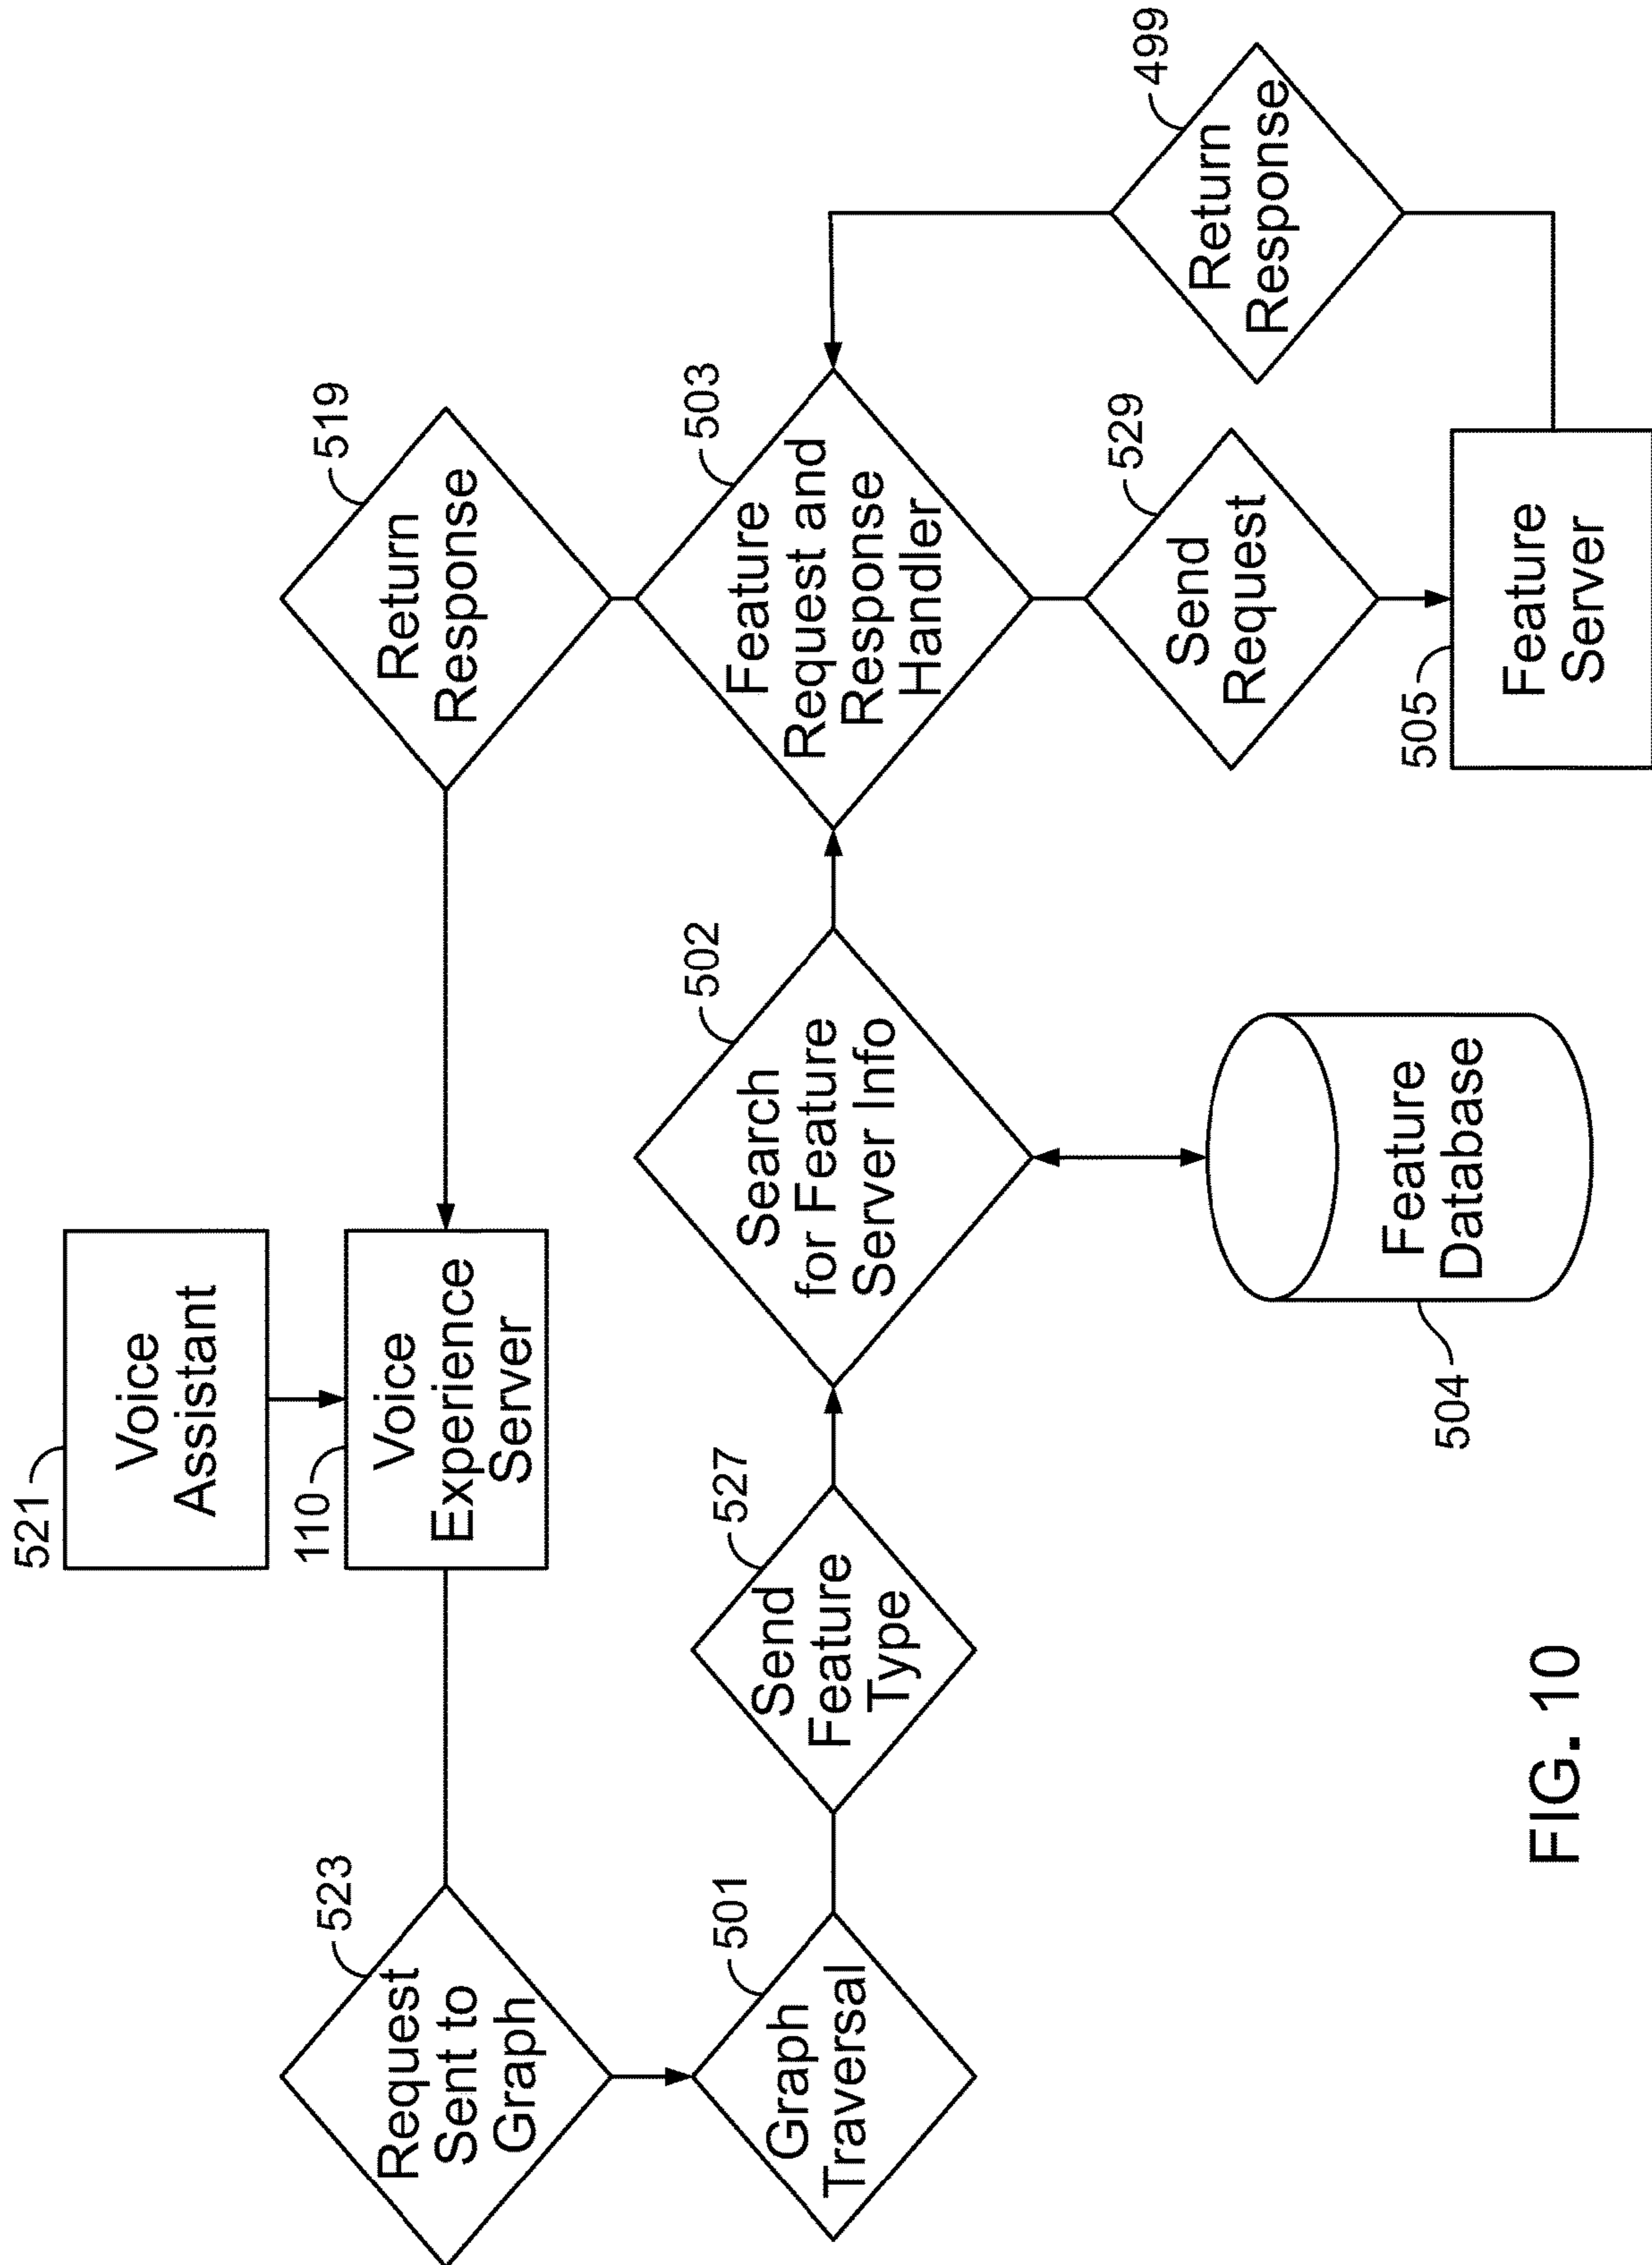 521
Voice
Assistant
523
Request
Sent to
Graph
110
Voice
Experience
Server
519
Return
Response
501
Graph
Traversal
527
Send
Feature
Type
502
Search
for Feature
Server Info
503
Feature
Request and
Response
Handler
504
Feature
Database
529
Send
Request
499
Return
Response
505
Feature
Server
FIG. 10